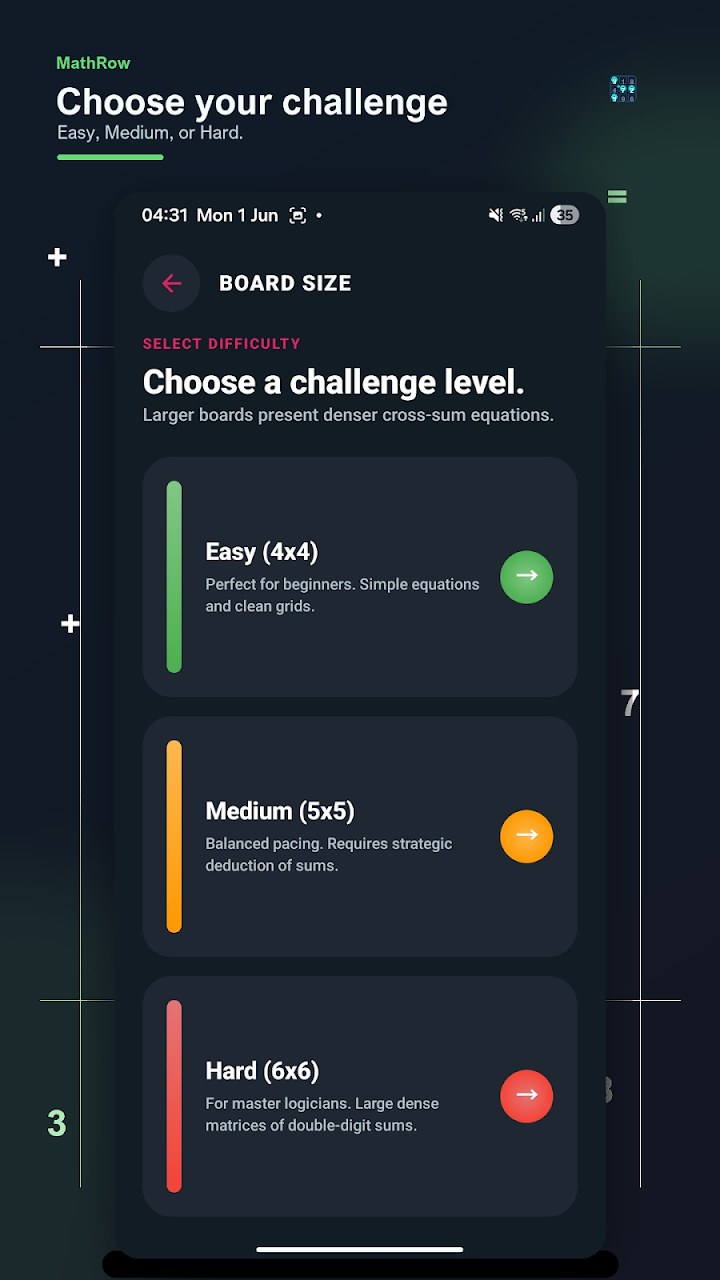 MathRow
Choose your challenge
Easy, Medium, or Hard.
=
04:31 Mon 1 Jun
35
+
BOARD SIZE
SELECT DIFFICULTY
Choose a challenge level.
Larger boards present denser cross-sum equations.
Easy (4x4)
Perfect for beginners. Simple equations
and clean grids.
+
7
Medium (5x5)
Balanced pacing. Requires strategic
deduction of sums.
Hard (6x6)
For master logicians. Large dense
matrices of double-digit sums.
3